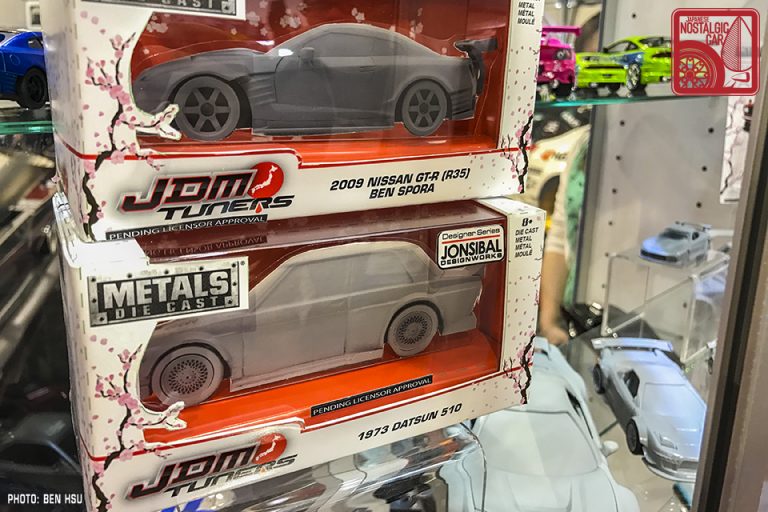 DIE CAST
METAL
METAL
MOULÉ
JAPANESE
NOSTALGIC
CAR
JDM
TUNERS
PENDING LICENSOR APPROVAL
2009 NISSAN GT-R (R35)
BEN SPORA
METALS
DIE CAST
Designer Series
JONSIBAL
DESIGNWORKS
8+
DIE CAST
METAL
METAL
MOULÉ
PENDING LICENSOR APPROVAL
JDM
TUNERS
1973 DATSUN 510
PHOTO: BEN HSU